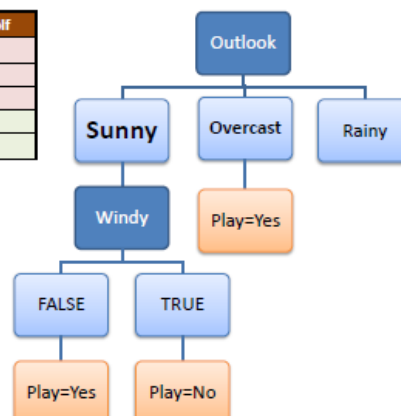 Outlook
Sunny
Overcast
Rainy
Windy
Play=Yes
FALSE
TRUE
Play=Yes
Play=No